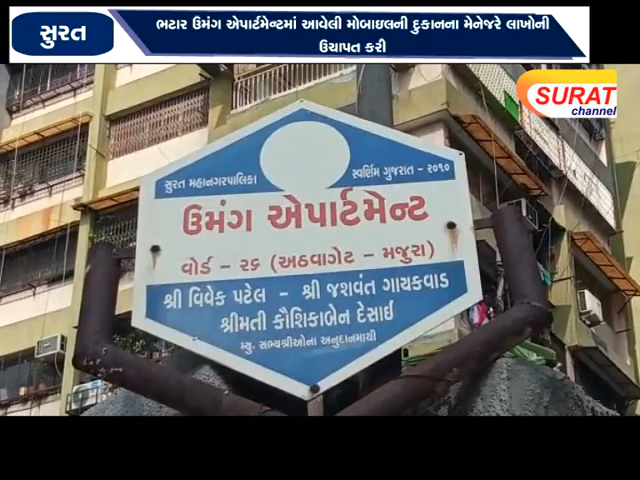 સુરત
ભટાર ઉમંગ એપાર્ટમેન્ટમાં આવેલી મોબાઇલની દુકાનના મેનેજરે લાખોની
ઉચાપત કરી
SURAT
channel
સુરત મહાનગરપાલિકા
સ્વર્ણિમ ગુજરાત - ૨૦૧૦
ઉમંગ એપાર્ટમેન્ટ
વોર્ડ - ૨૬ (અઠવાગેટ - મજુરા)
શ્રી વિવેક પટેલ - શ્રી જશવંત ગાયકવાડ
શ્રીમતી કૌશિકાબેન દેસાઈ
મ્યુ. સભ્યશ્રીઓના અનુદાનમાથી